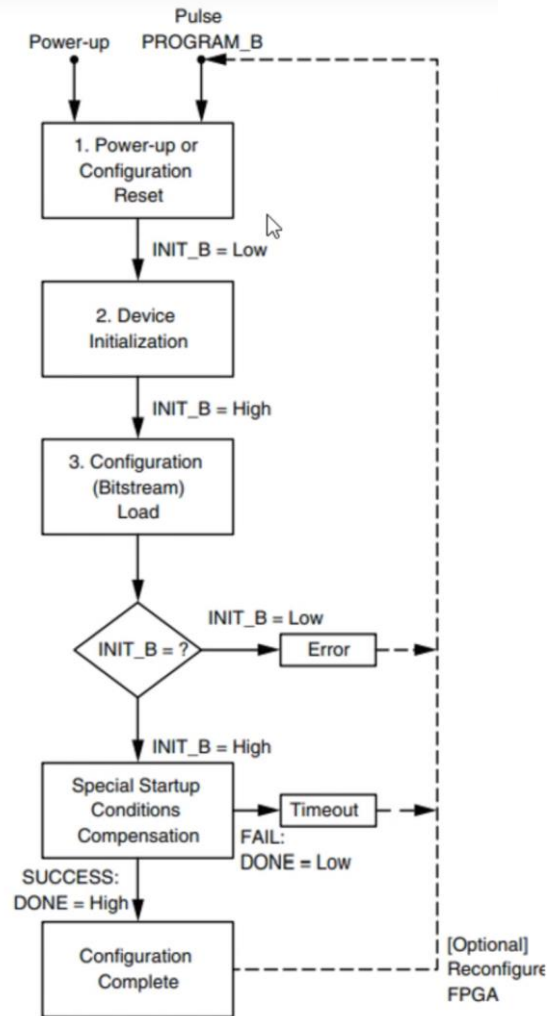 Pulse
Power-up
PROGRAM_B
1. Power-up or
Configuration
Reset
INIT_B = Low
2. Device
Initialization
INIT_B = High
3. Configuration
(Bitstream)
Load
INIT_B = Low
INIT_B = ?
Error
INIT_B = High
Special Startup
Conditions
Compensation
Timeout
FAIL:
DONE = Low
SUCCESS:
DONE = High
Configuration
Complete
[Optional]
Reconfigure
FPGA